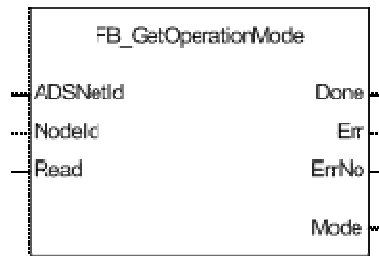 FB_GetOperationMode
ADSNetId Done
NodeId Err
Read ErrNo
Mode